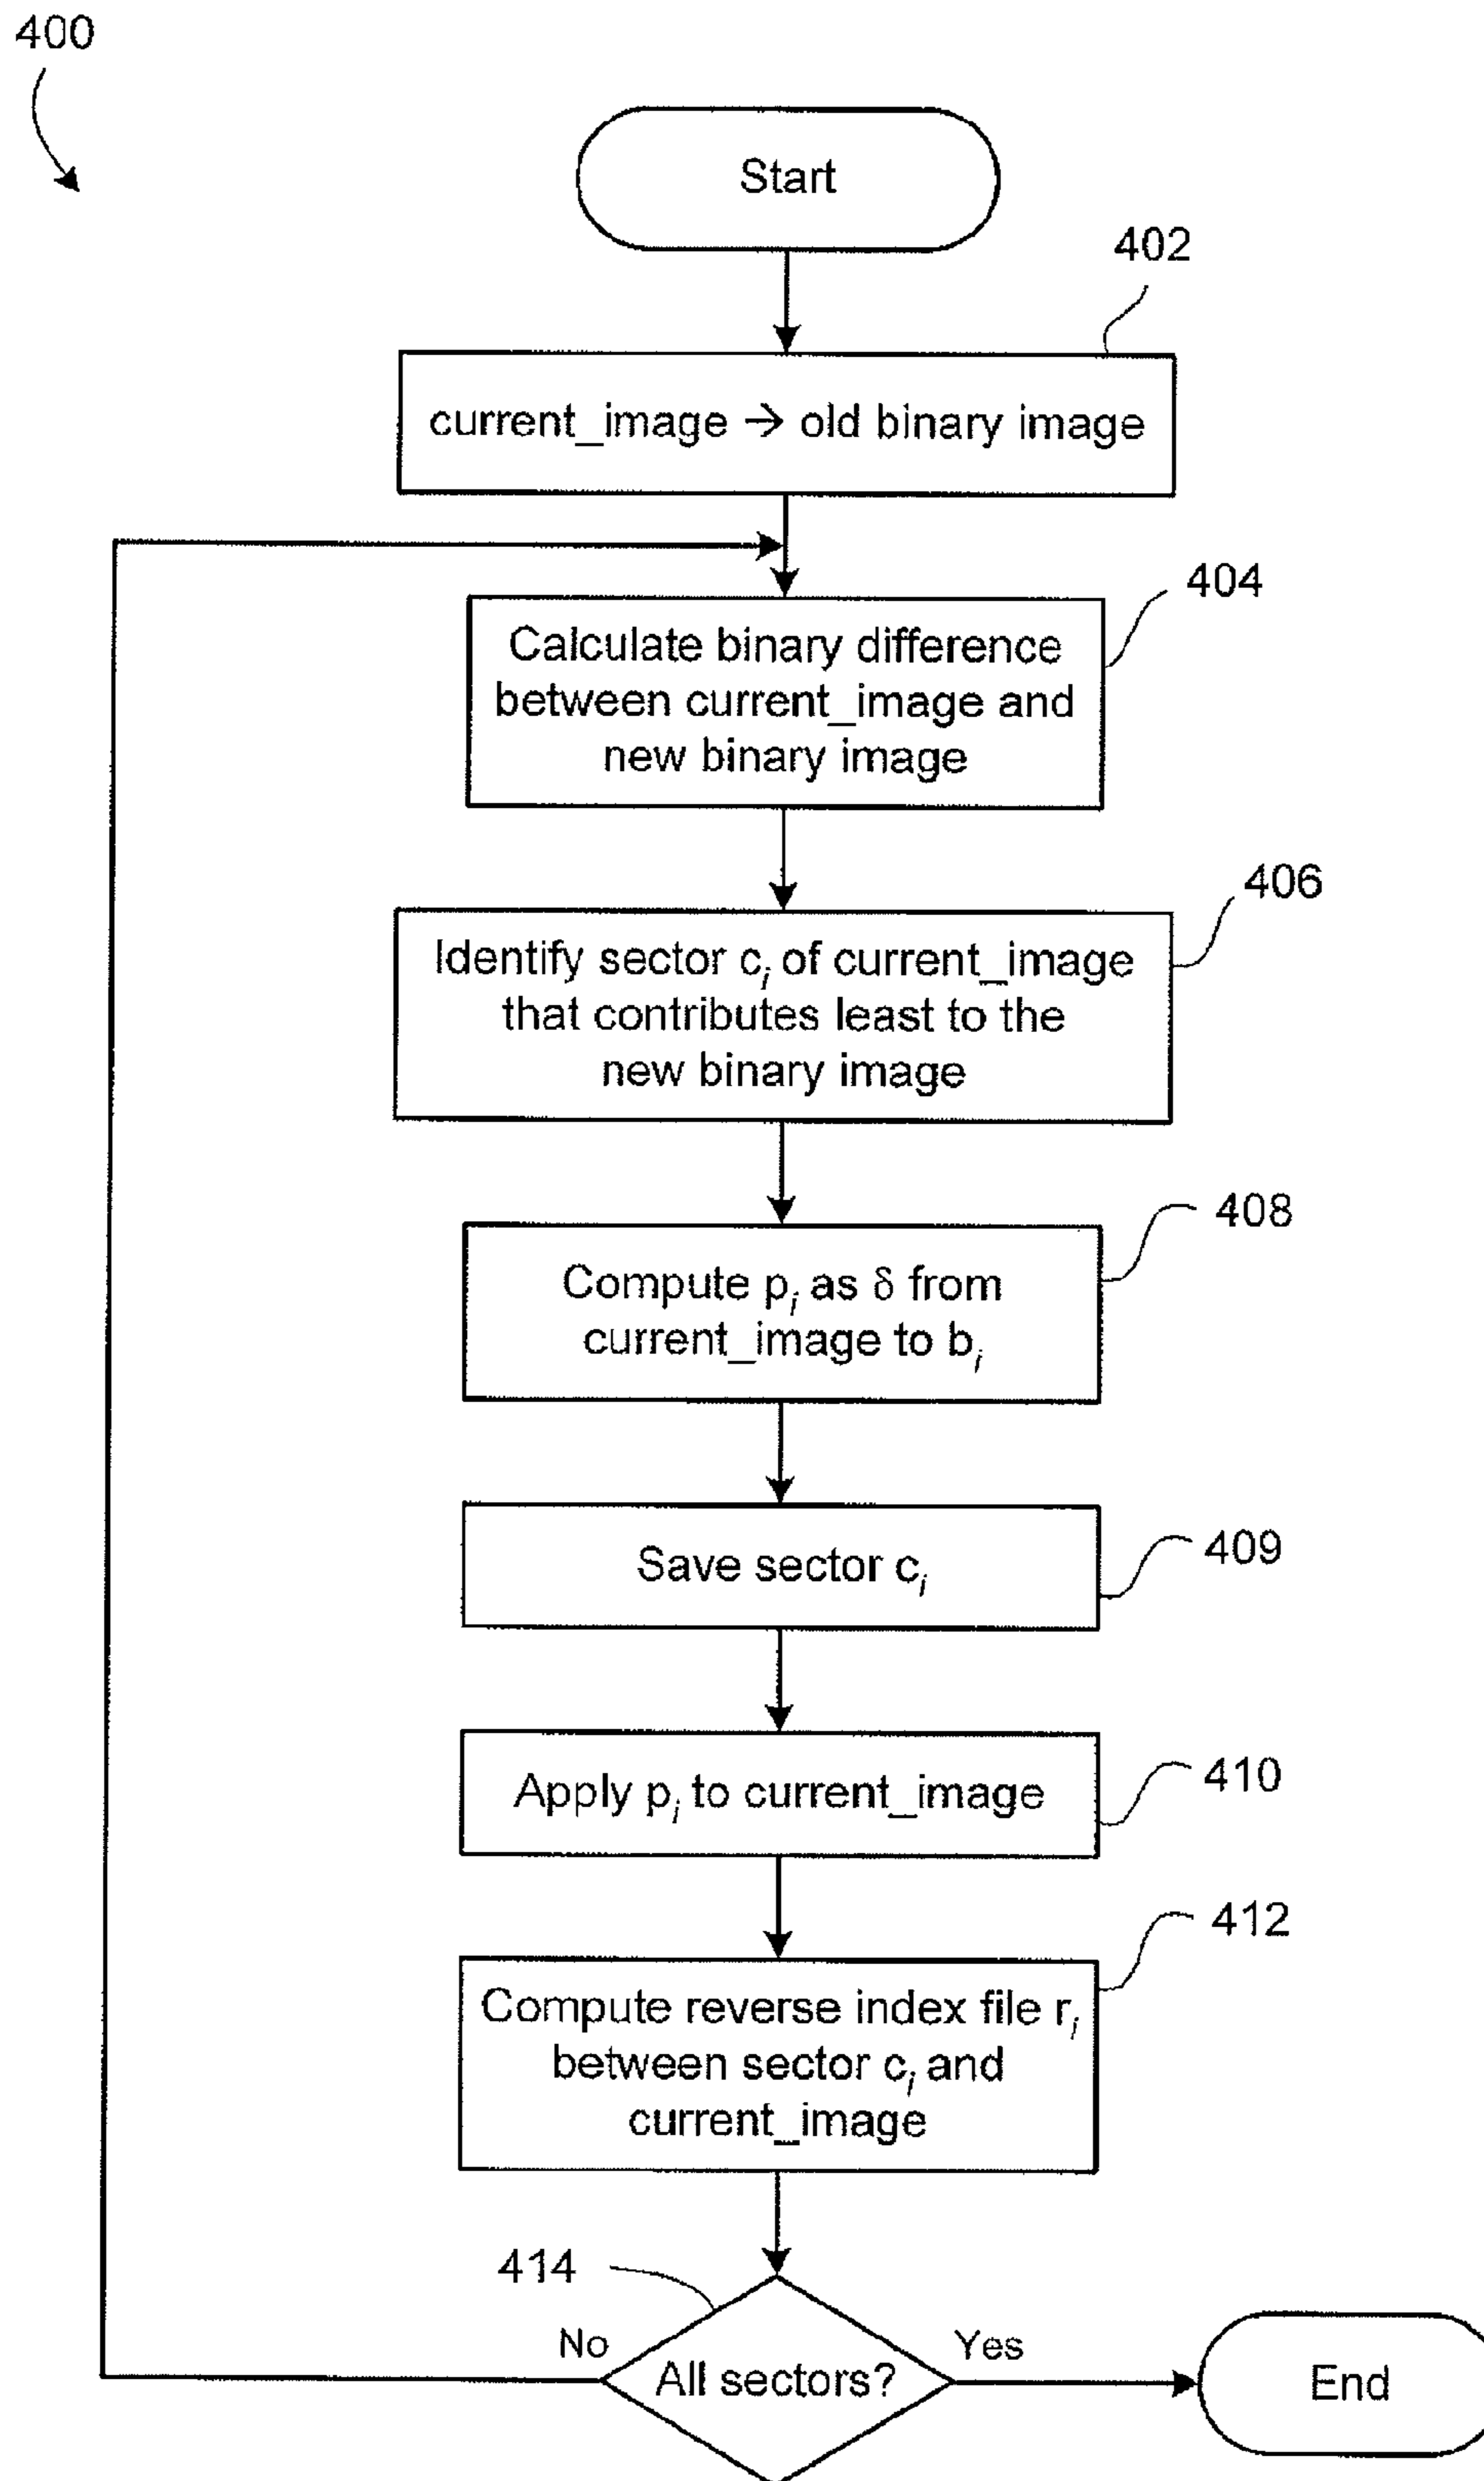 400
Start
402
current_image → old binary image
404
Calculate binary difference
between current_image and
new binary image
406
Identify sector cᵢ of current_image
that contributes least to the
new binary image
408
Compute pᵢ as δ from
current_image to bᵢ
409
Save sector cᵢ
410
Apply pᵢ to current_image
412
Compute reverse index file rᵢ
between sector cᵢ and
current_image
414
No
All sectors?
Yes
End